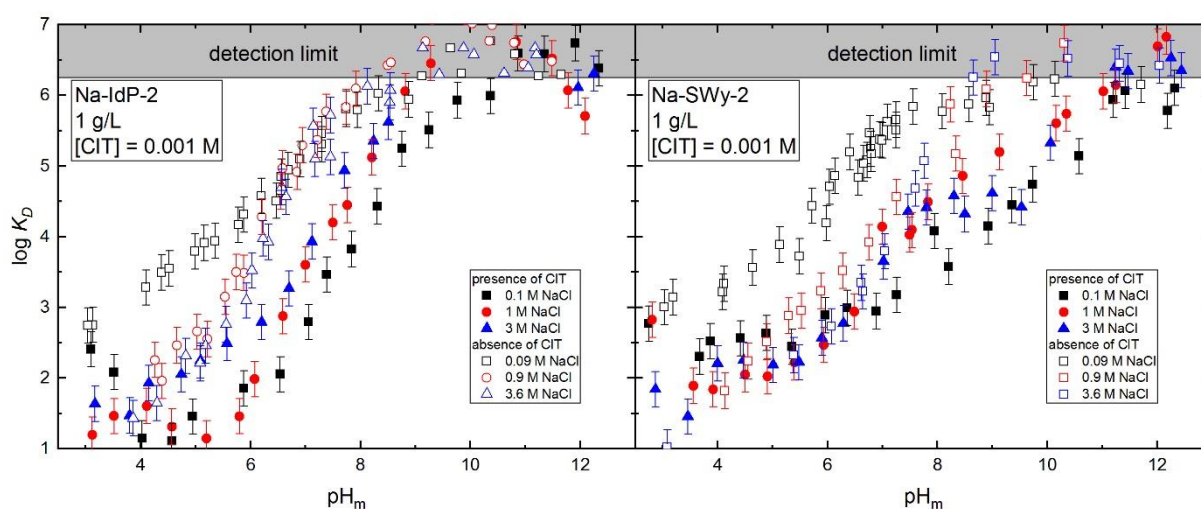 detection limit
Na-IdP-2
1 g/L
[CIT] = 0.001 M
presence of CIT
0.1 M NaCl
1 M NaCl
3 M NaCl
absence of CIT
0.09 M NaCl
0.9 M NaCl
3.6 M NaCl
log K_D
7
6
5
4
3
2
1
4
6
8
10
12
pH_m
detection limit
Na-SWy-2
1 g/L
[CIT] = 0.001 M
presence of CIT
0.1 M NaCl
1 M NaCl
3 M NaCl
absence of CIT
0.09 M NaCl
0.9 M NaCl
3.6 M NaCl
4
6
8
10
12
pH_m